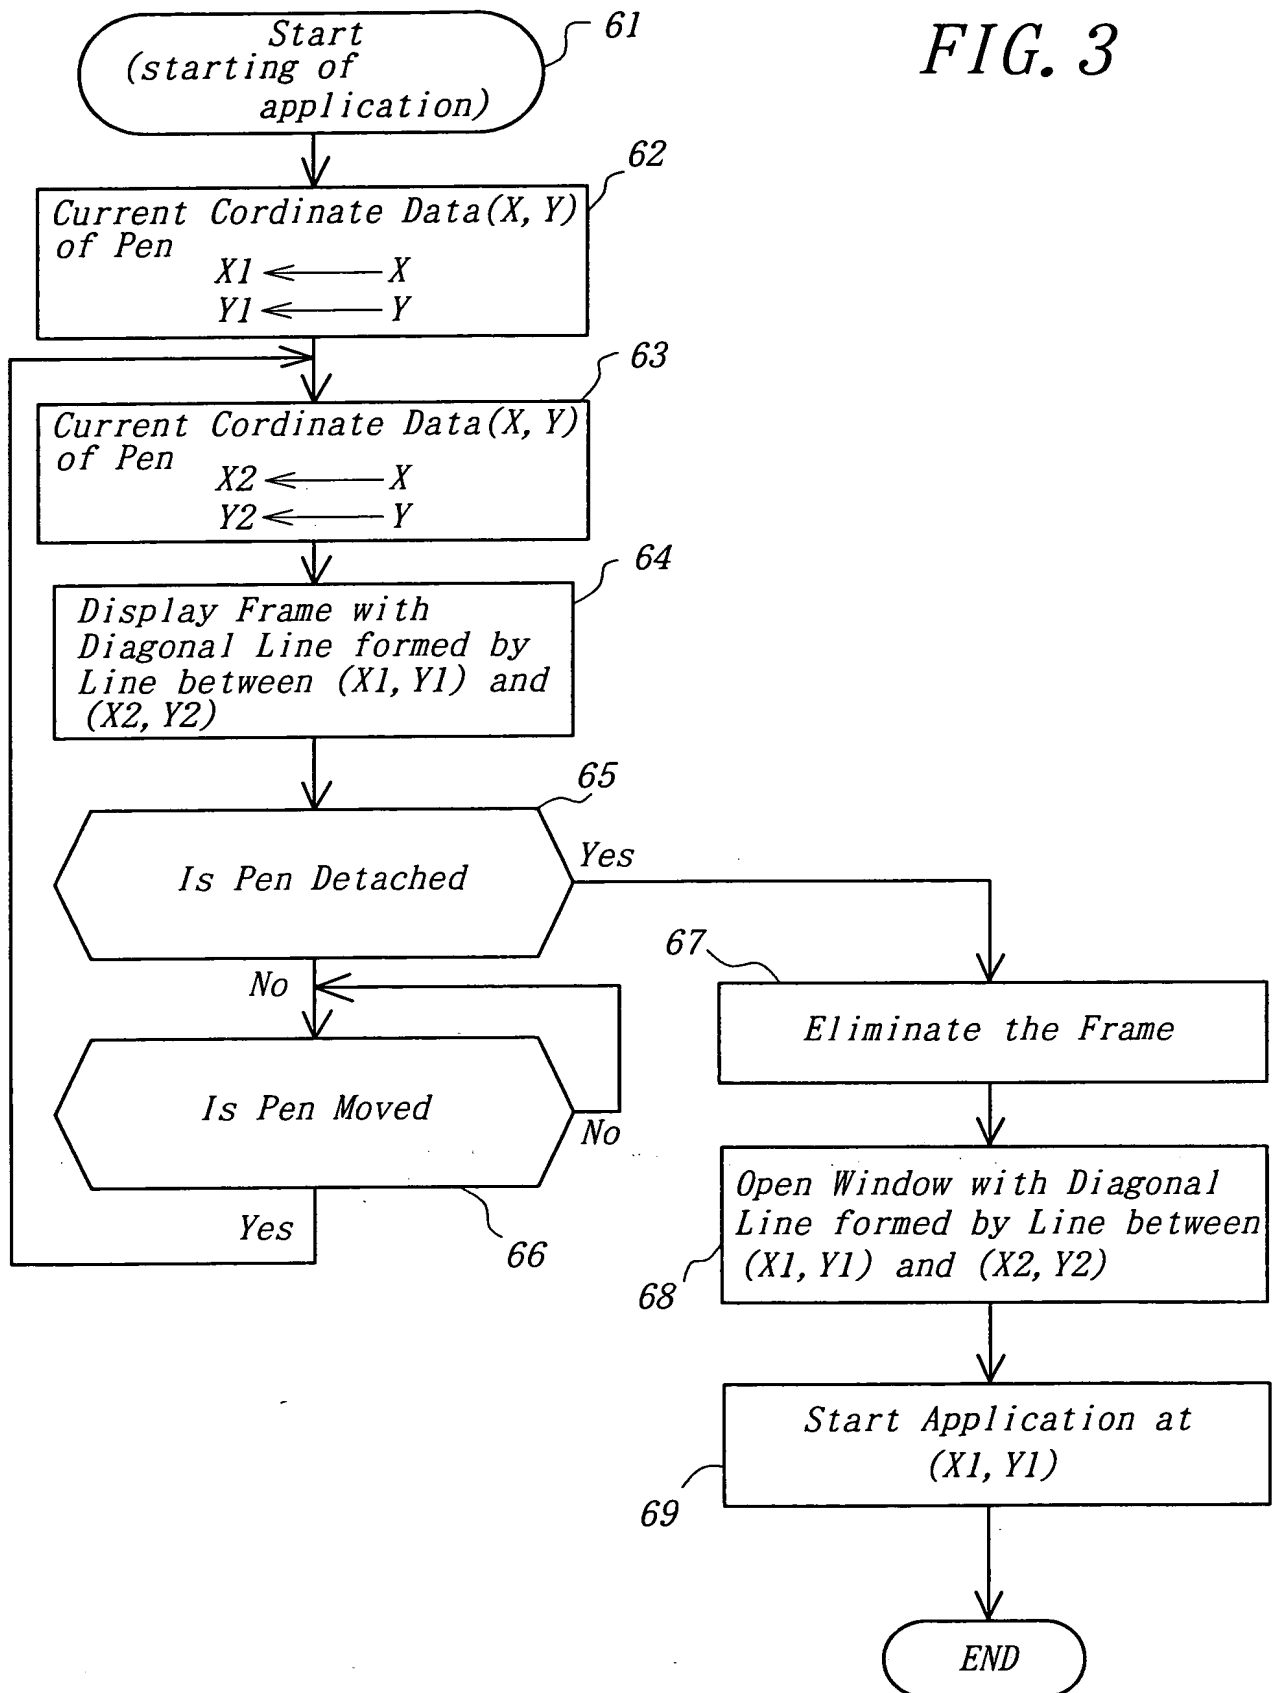 FIG. 3
Start
(starting of
application)
61
62
Current Cordinate Data(X, Y)
of Pen
X1 X
Y1 Y
63
Current Cordinate Data(X, Y)
of Pen
X2 X
Y2 Y
64
Display Frame with
Diagonal Line formed by
Line between (X1, Y1) and
(X2, Y2)
65
Is Pen Detached
Yes
No
Is Pen Moved
No
Yes
66
67
Eliminate the Frame
Open Window with Diagonal
Line formed by Line between
(X1, Y1) and (X2, Y2)
68
Start Application at
(X1, Y1)
69
END